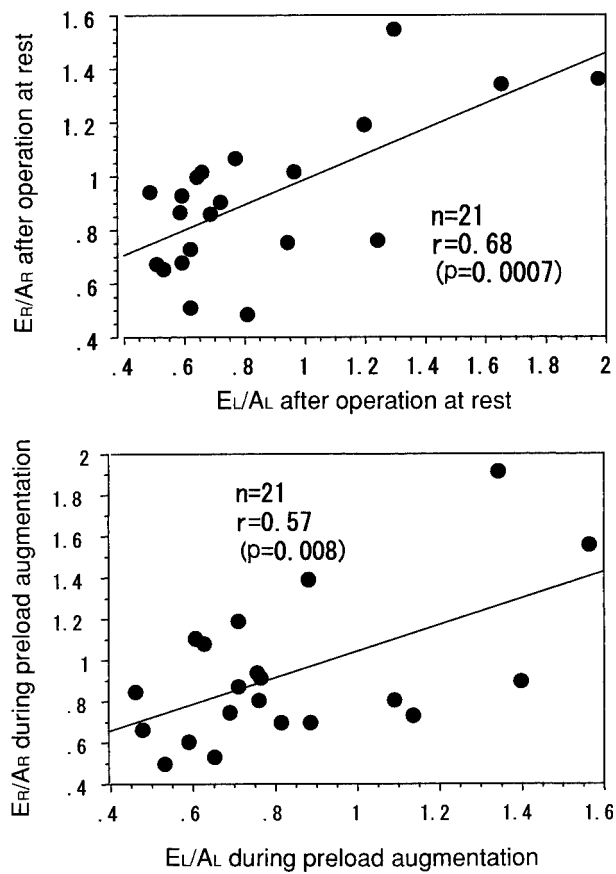 1.6
1.4
1.2
1
.8
.6
.4
ER/AR after operation at rest
n=21
r=0.68
(p=0.0007)
.4 .6 .8 1 1.2 1.4 1.6 1.8 2
EL/AL after operation at rest
2
1.8
1.6
1.4
1.2
1
.8
.6
.4
ER/AR during preload augmentation
n=21
r=0.57
(p=0.008)
.4 .6 .8 1 1.2 1.4 1.6
EL/AL during preload augmentation